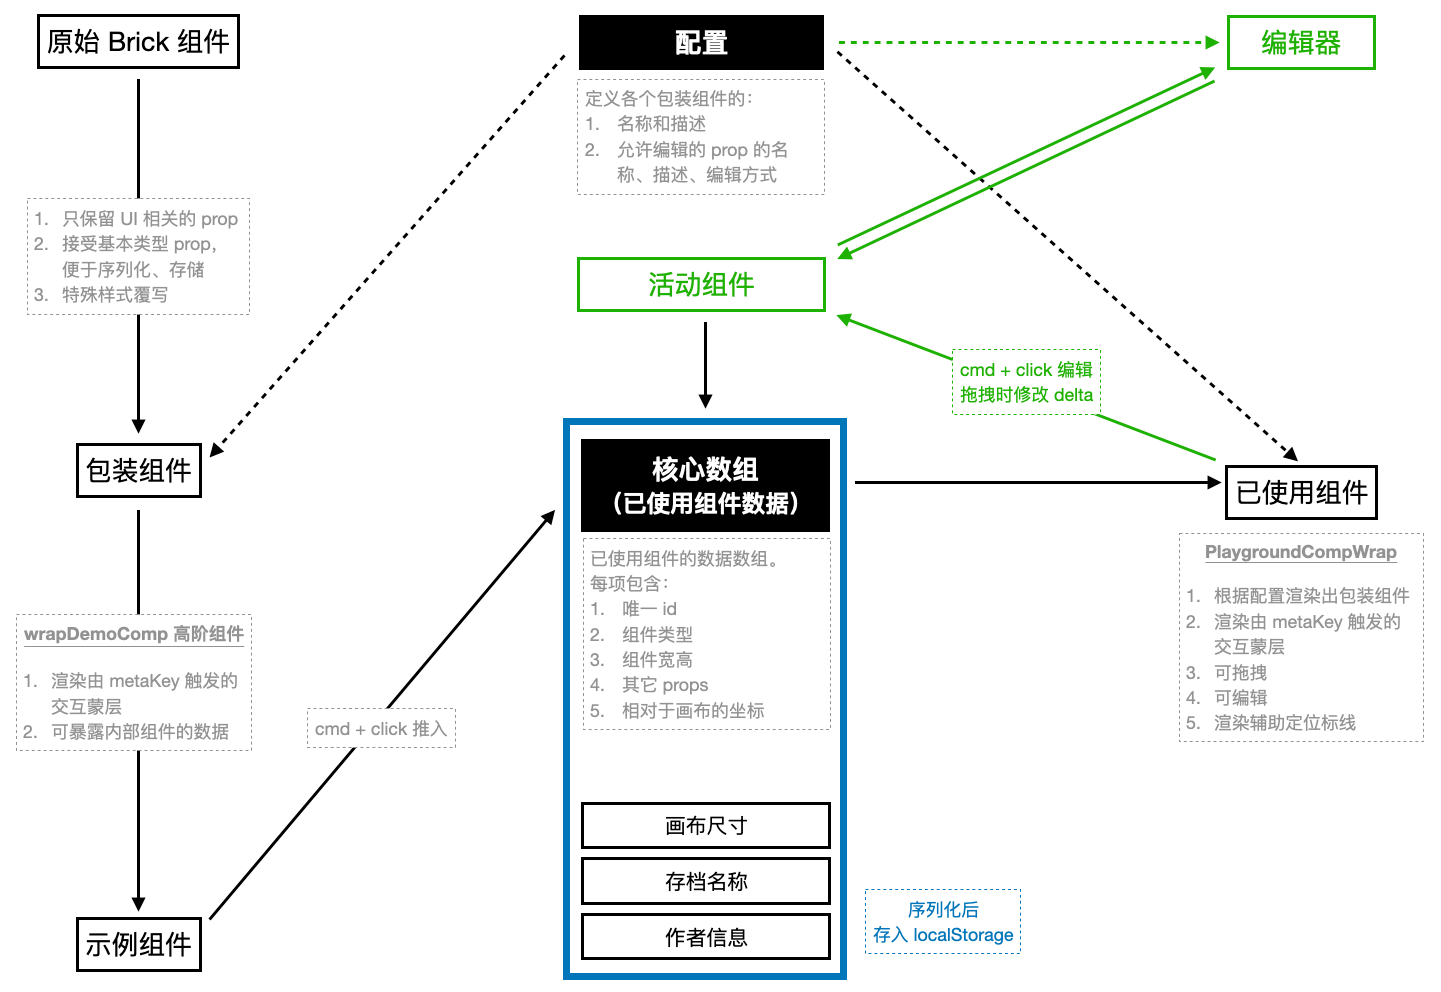 原始 Brick 组件
配置
编辑器
定义各个包装组件的：
1. 名称和描述
2. 允许编辑的 prop 的名
称、描述、编辑方式
1. 只保留 UI 相关的 prop
2. 接受基本类型 prop，
便于序列化、存储
3. 特殊样式覆写
活动组件
cmd + click 编辑
拖拽时修改 delta
包装组件
核心数组
（已使用组件数据）
已使用组件
已使用组件的数据数组。
每项包含：
1. 唯一 id
2. 组件类型
3. 组件宽高
4. 其它 props
5. 相对于画布的坐标
PlaygroundCompWrap
1. 根据配置渲染出包装组件
2. 渲染由 metaKey 触发的
交互蒙层
3. 可拖拽
4. 可编辑
5. 渲染辅助定位标线
wrapDemoComp 高阶组件
1. 渲染由 metaKey 触发的
交互蒙层
2. 可暴露内部组件的数据
cmd + click 推入
画布尺寸
存档名称
作者信息
序列化后
存入 localStorage
示例组件